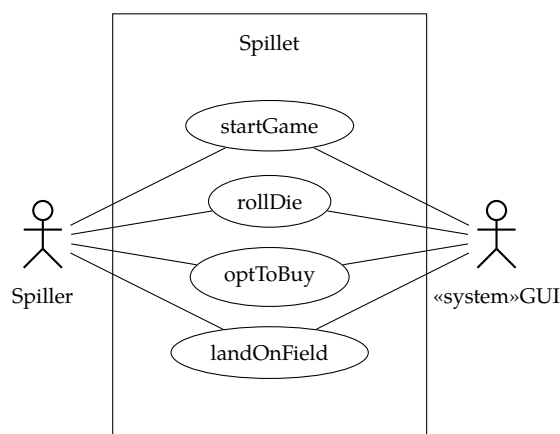 Spillet
startGame
rollDie
optToBuy
Spiller
«system»GUI
landOnField